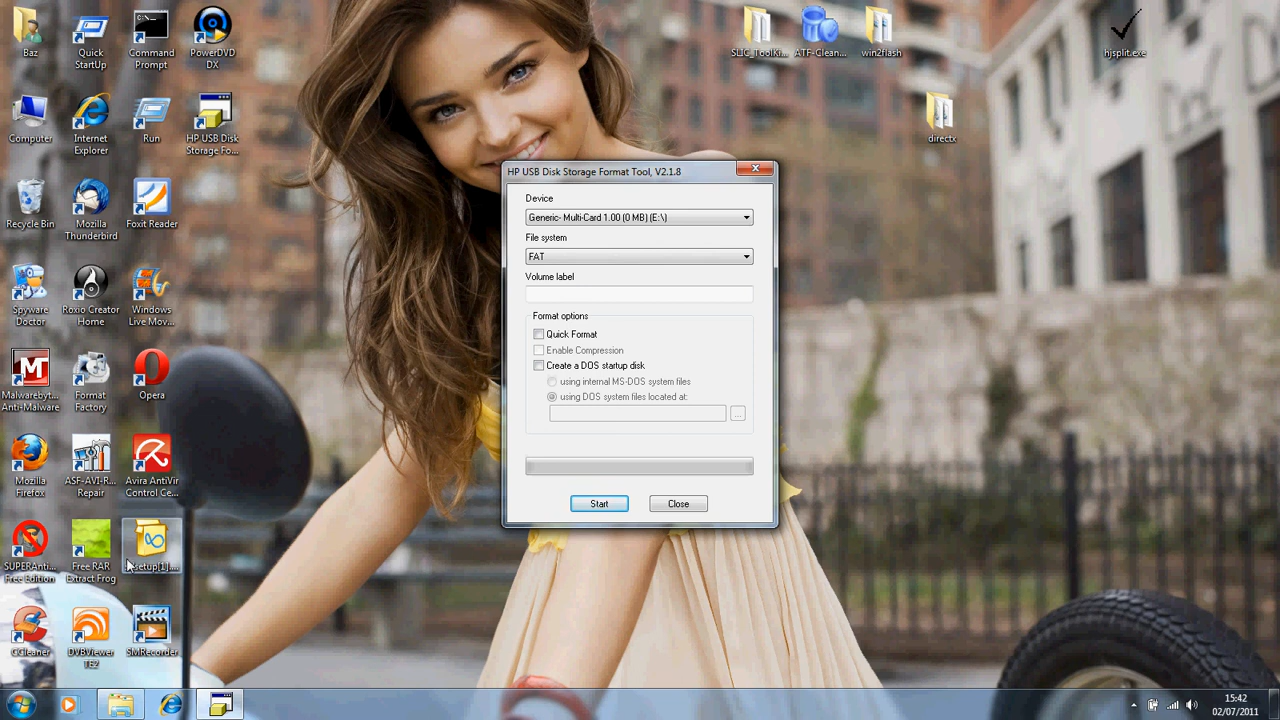 Baz
Quick
StartUp
Command
Prompt
PowerDVD
DX
SLIC_ToolKi...
ATF-Clean...
win2flash
hjsplit.exe
Computer
Internet
Explorer
Run
HP USB Disk
Storage Fo...
directx
Recycle Bin
Mozilla
Thunderbird
Foxit Reader
Spyware
Doctor
Roxio Creator
Home
Windows
Live Mov...
Malwarebyt...
Anti-Malware
Format
Factory
Opera
Mozilla
Firefox
ASF-AVI-R...
Repair
Avira AntiVir
Control Ce...
SUPERAnti...
Free Edition
Free RAR
Extract Frog
CCleaner
DVBViewer
TE2
SMRecorder
HP USB Disk Storage Format Tool, V2.1.8
Device
Generic- Multi-Card 1.00 (0 MB) (E:\)
File system
FAT
Volume label
Format options
Quick Format
Enable Compression
Create a DOS startup disk
using internal MS-DOS system files
using DOS system files located at:
...
Start
Close
15:42
02/07/2011